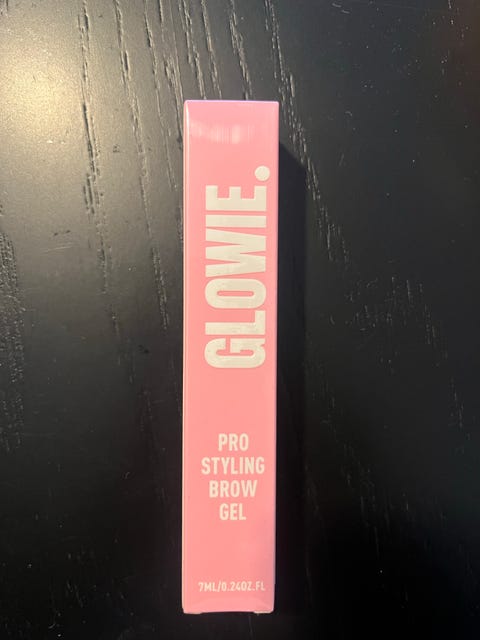 GLOWIE.
PRO
STYLING
BROW
GEL
7ML/0.24OZ.FL